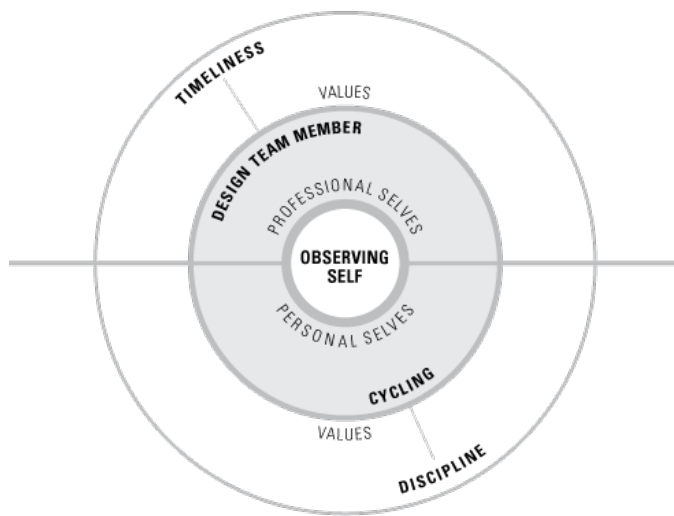 TIMELINESS
VALUES
DESIGN TEAM MEMBER
PROFESSIONAL SELVES
OBSERVING
SELF
PERSONAL SELVES
CYCLING
VALUES
DISCIPLINE